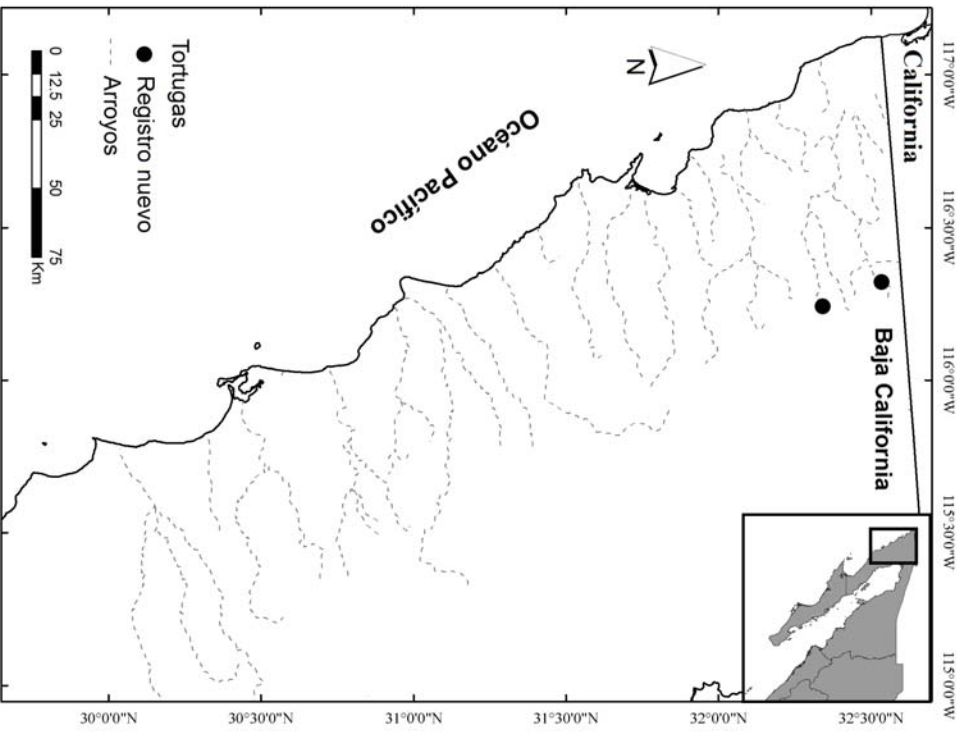 California
Baja California
Océano Pacífico
N
Tortugas
Registro nuevo
Arroyos
0 12.5 25 50 75
Km
117°0'0"W
116°30'0"W
116°0'0"W
115°30'0"W
115°0'0"W
30°0'0"N
30°30'0"N
31°0'0"N
31°30'0"N
32°0'0"N
32°30'0"N